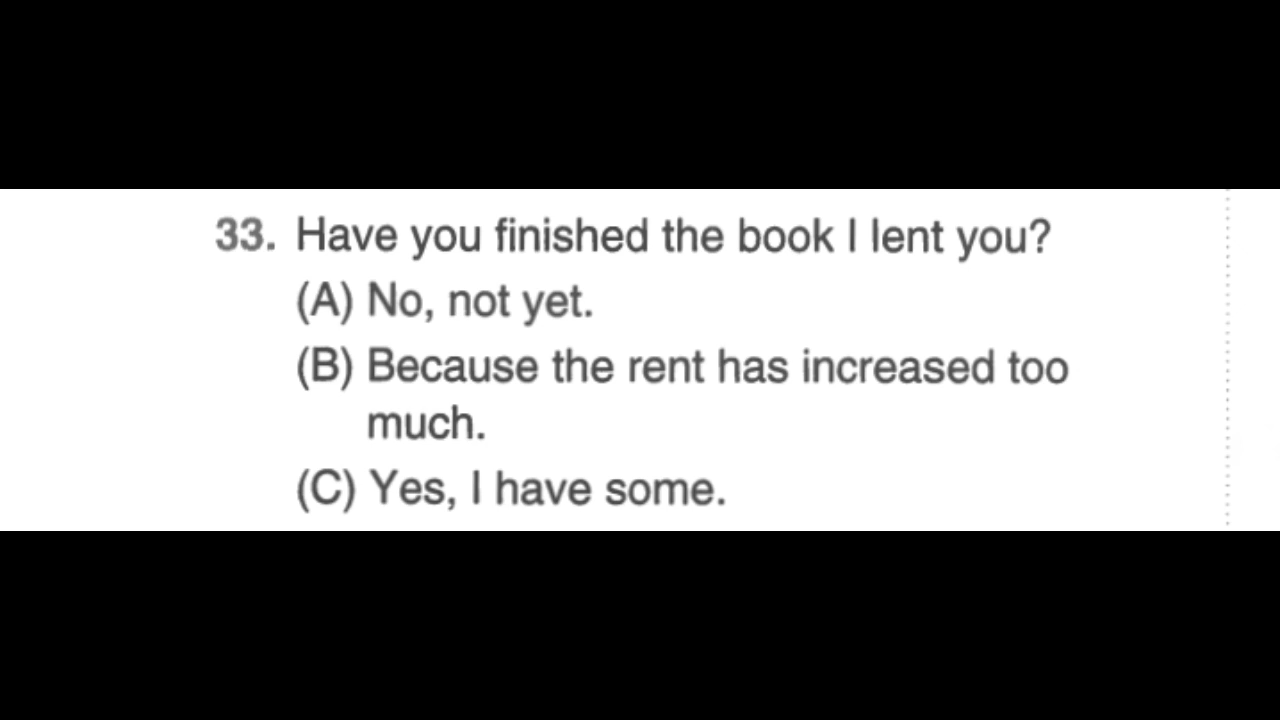 33. Have you finished the book I lent you?
(A) No, not yet.
(B) Because the rent has increased too
much.
(C) Yes, I have some.